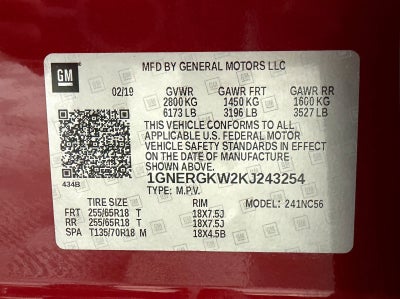 GM
MFD BY GENERAL MOTORS LLC
02/19 GVWR GAWR FRT GAWR RR
2800 KG 1450 KG 1600 KG
6173 LB 3196 LB 3527 LB
THIS VEHICLE CONFORMS TO ALL
APPLICABLE U.S. FEDERAL MOTOR
VEHICLE SAFETY STANDARDS IN EFFECT
ON THE DATE OF MANUFACTURE
SHOWN ABOVE.
434B
1GNERGKW2KJ243254
TYPE: M.P.V.
TIRE SIZE RIM MODEL: 241NC56
FRT 255/65R18 T 18X7.5J
RR 255/65R18 T 18X7.5J
SPA T135/70R18 M 18X4.5B